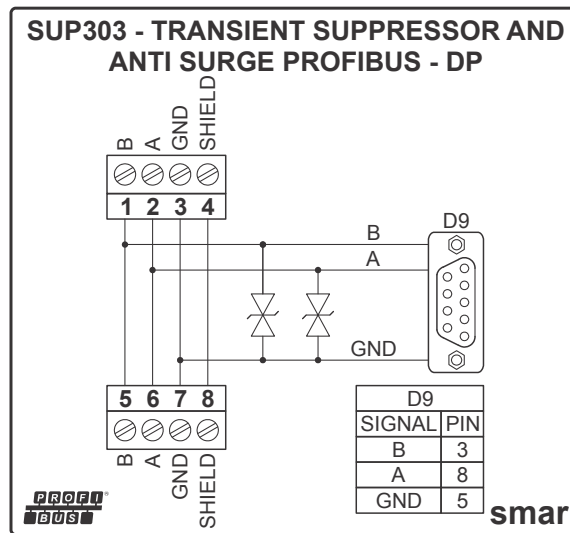 SUP303 - TRANSIENT SUPPRESSOR AND
ANTI SURGE PROFIBUS - DP
B A GND SHIELD
1 2 3 4
D9
B
A
GND
5 6 7 8
B A GND SHIELD
D9
SIGNAL PIN
B 3
A 8
GND 5
PROFI®
BUS
smar